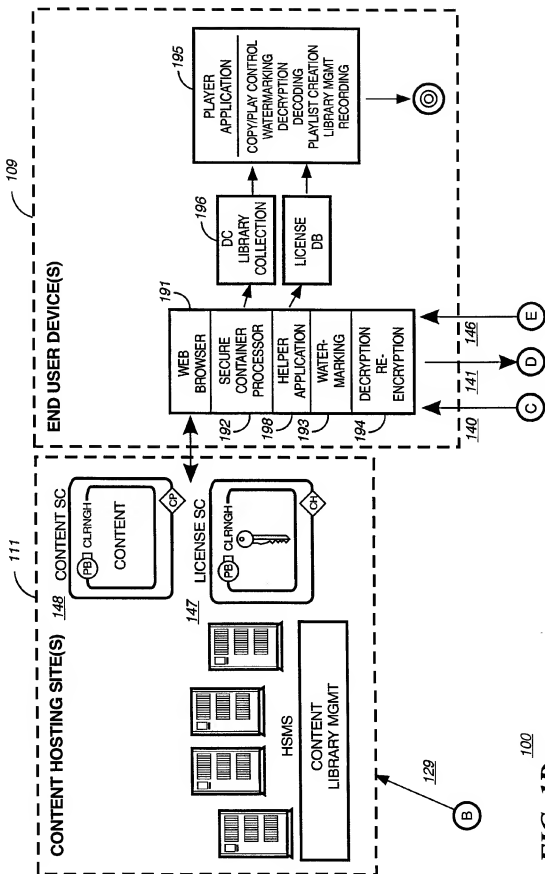 111
CONTENT HOSTING SITE(S)
148
CONTENT SC
PB
CLRNGH
CONTENT
CP
147
LICENSE SC
PB
CLRNGH
CH
HSMS
CONTENT
LIBRARY MGMT
129
B
109
END USER DEVICE(S)
191
WEB
BROWSER
SECURE
CONTAINER
PROCESSOR
192
HELPER
APPLICATION
198
WATER-
MARKING
193
DECRYPTION
RE-
ENCRYPTION
194
196
DC
LIBRARY
COLLECTION
LICENSE
DB
195
PLAYER
APPLICATION
COPY/PLAY CONTROL
WATERMARKING
DECRYPTION
DECODING
PLAYLIST CREATION
LIBRARY MGMT
RECORDING
140
C
141
D
146
E
100